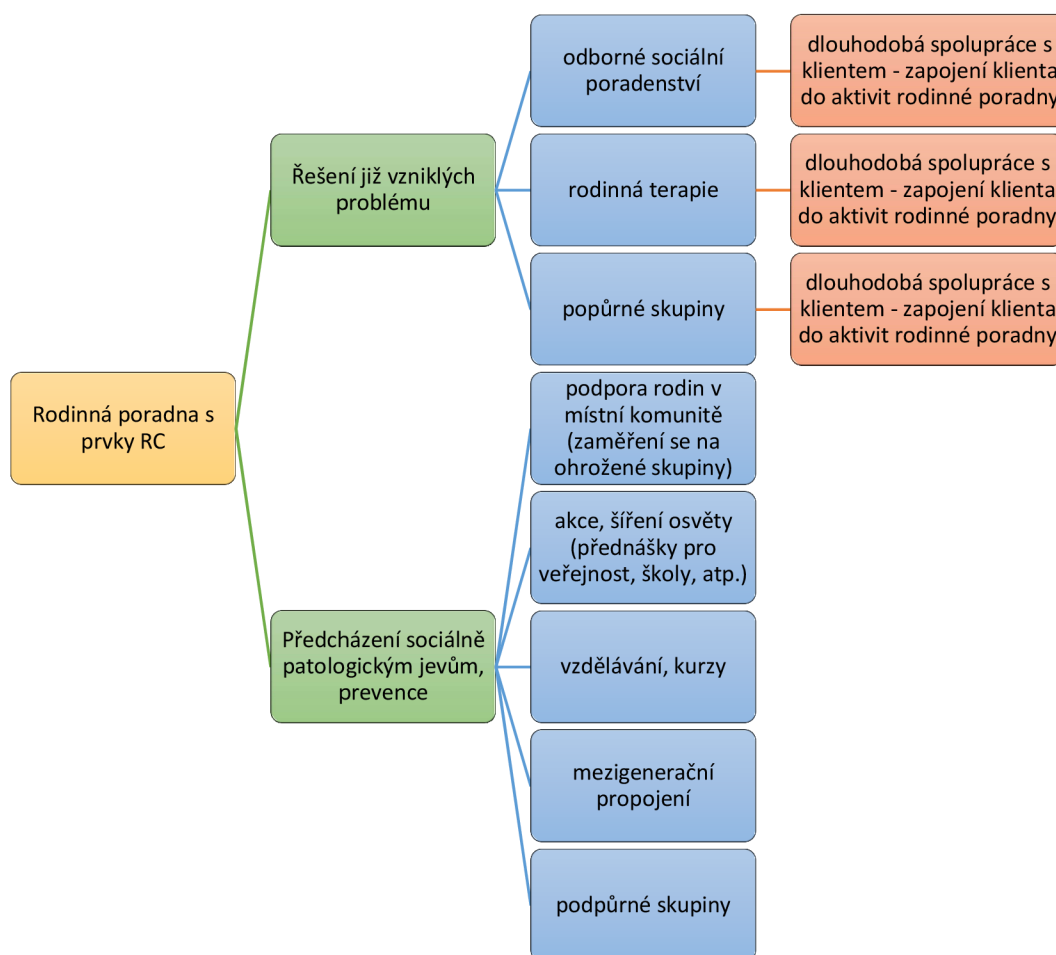 Rodinná poradna s
prvky RC
Řešení již vzniklých
problému
odborné sociální
poradenství
dlouhodobá spolupráce s
klientem - zapojení klienta
do aktivit rodinné poradny
rodinná terapie
dlouhodobá spolupráce s
klientem - zapojení klienta
do aktivit rodinné poradny
popůrné skupiny
dlouhodobá spolupráce s
klientem - zapojení klienta
do aktivit rodinné poradny
Předcházení sociálně
patologickým jevům,
prevence
podpora rodin v
místní komunitě
(zaměření se na
ohrožené skupiny)
akce, šíření osvěty
(přednášky pro
veřejnost, školy, atp.)
vzdělávání, kurzy
mezigenerační
propojení
podpůrné skupiny